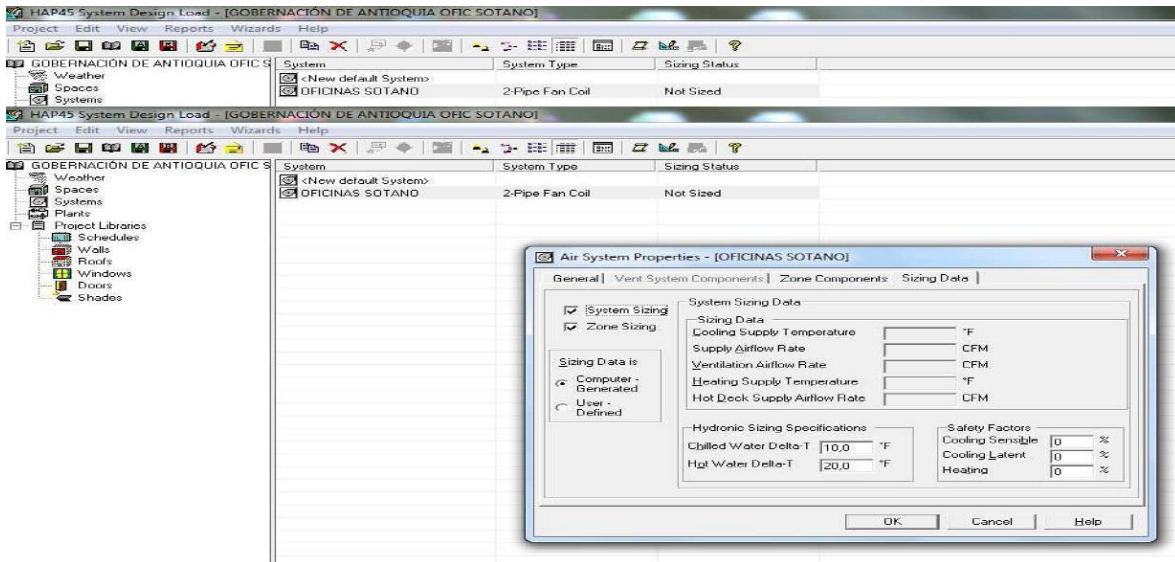 HAP45 System Design Load - [GOBERNACIÓN DE ANTIOQUIA OFIC SOTANO]
Project Edit View Reports Wizards Help
GOBERNACIÓN DE ANTIOQUIA OFIC S
Weather
Spaces
Systems
System System Type Sizing Status
<New default System>
OFICINAS SOTANO 2-Pipe Fan Coil Not Sized
HAP45 System Design Load - [GOBERNACIÓN DE ANTIOQUIA OFIC SOTANO]
Project Edit View Reports Wizards Help
GOBERNACIÓN DE ANTIOQUIA OFIC S
Weather
Spaces
Systems
Plants
Project Libraries
Schedules
Walls
Roofs
Windows
Doors
Shades
System System Type Sizing Status
<New default System>
OFICINAS SOTANO 2-Pipe Fan Coil Not Sized
Air System Properties - [OFICINAS SOTANO]
General Vent System Components Zone Components Sizing Data
System Sizing
Zone Sizing
Sizing Data is
Computer - Generated
User - Defined
System Sizing Data
Sizing Data
Cooling Supply Temperature °F
Supply Airflow Rate CFM
Ventilation Airflow Rate CFM
Heating Supply Temperature °F
Hot Deck Supply Airflow Rate CFM
Hydronic Sizing Specifications
Chilled Water Delta-T 10,0 °F
Hot Water Delta-T 20,0 °F
Safety Factors
Cooling Sensible 0 %
Cooling Latent 0 %
Heating 0 %
OK Cancel Help